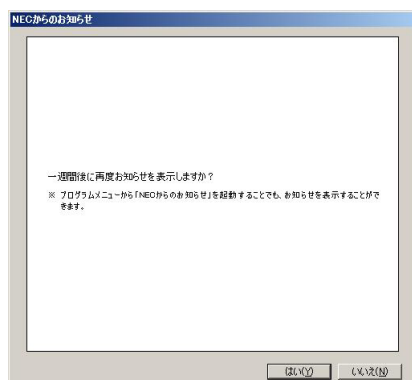 NECからのお知らせ
一週間後に再度お知らせを表示しますか？
※ プログラムメニューから「NECからのお知らせ」を起動することでも、お知らせを表示することがで
きます。
はい(Y)
いいえ(N)